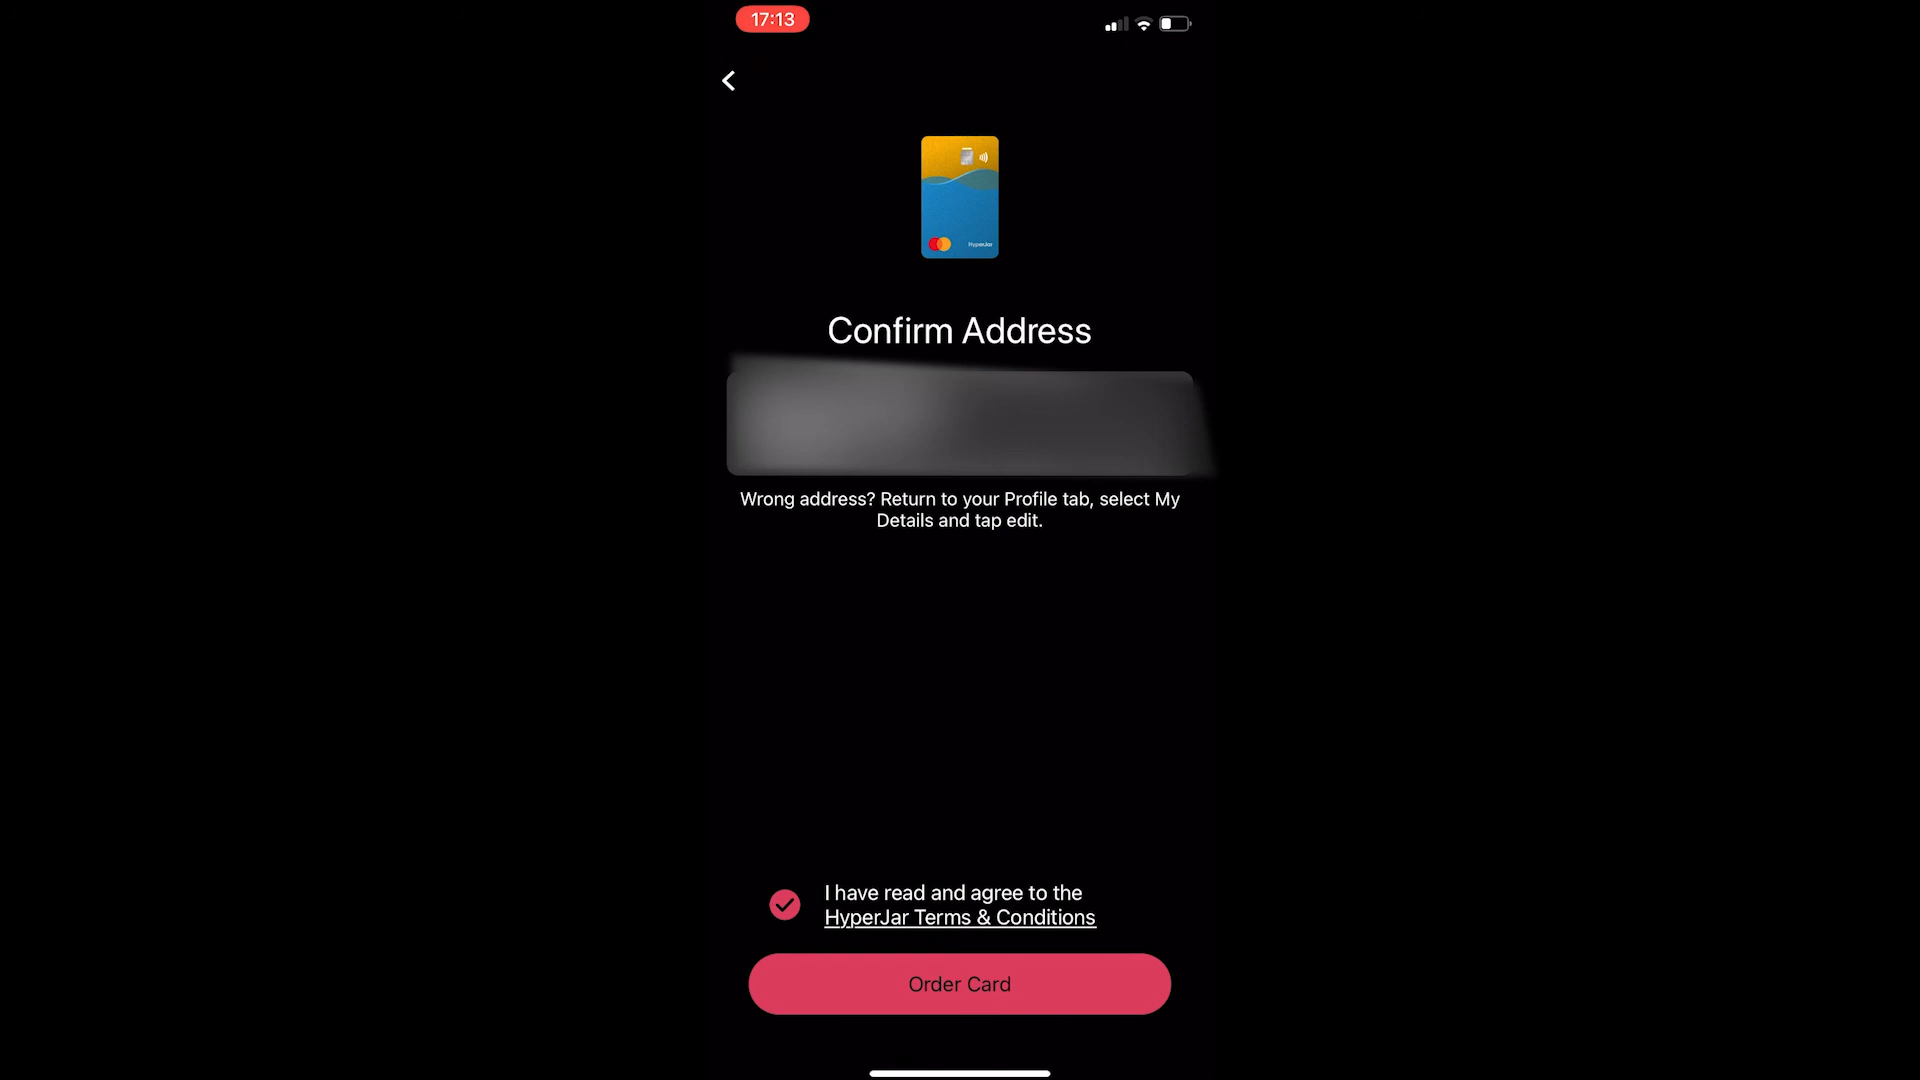 17:13
HyperJar
Confirm Address
Wrong address? Return to your Profile tab, select My
Details and tap edit.
I have read and agree to the
HyperJar Terms & Conditions
Order Card